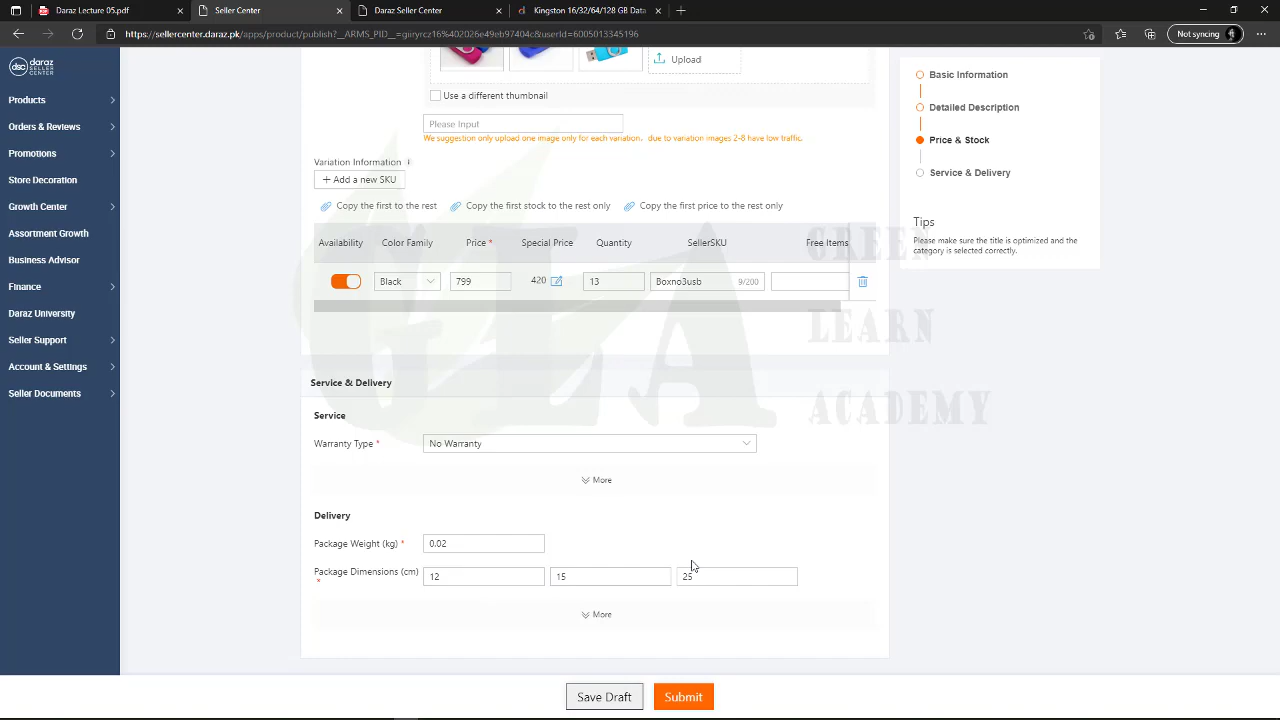 Daraz Lecture 05.pdf
Seller Center
Daraz Seller Center
Kingston 16/32/64/128 GB Data
https://sellercenter.daraz.pk/apps/product/publish?_ARMS_PID__=gjirycrz16%402026e49eb97404c&userId=6005013345196
Not syncing
dsc daraz
SELLER
CENTER
Products
Orders & Reviews
Promotions
Store Decoration
Growth Center
Assortment Growth
Business Advisor
Finance
Daraz University
Seller Support
Account & Settings
Seller Documents
Upload
Use a different thumbnail
Please Input
We suggestion only upload one image only for each variation, due to variation images 2-8 have low traffic.
Variation Information
+ Add a new SKU
Copy the first to the rest
Copy the first stock to the rest only
Copy the first price to the rest only
Availability Color Family Price * Special Price Quantity SellerSKU Free Items
Black 799 420 13 Boxno3usb 9/200
Service & Delivery
Service
Warranty Type * No Warranty
More
Delivery
Package Weight (kg) * 0.02
Package Dimensions (cm) * 12 15 25
More
Save Draft Submit
Basic Information
Detailed Description
Price & Stock
Service & Delivery
Tips
Please make sure the title is optimized and the
category is selected correctly.
GLA
GREEN
LEARN
ACADEMY